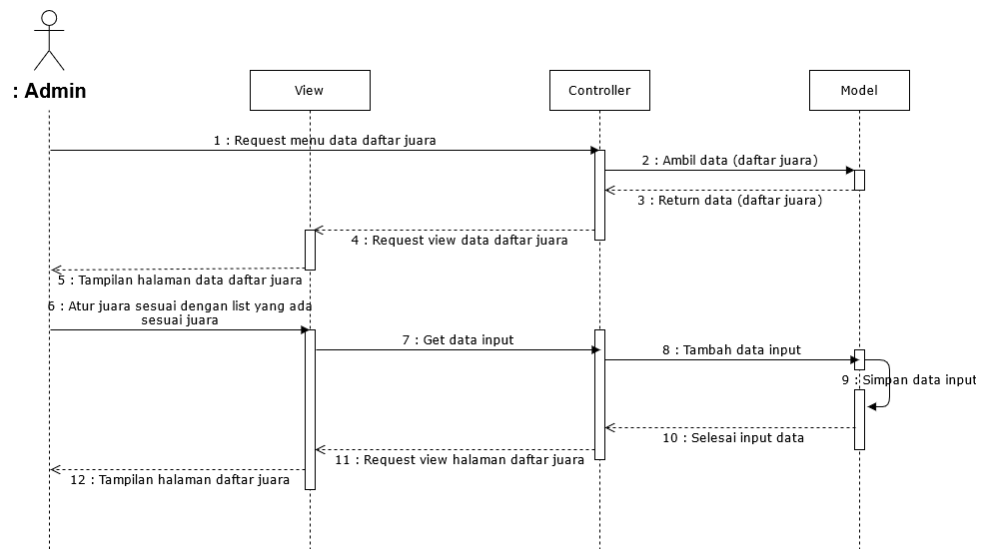 : Admin
View
Controller
Model
1 : Request menu data daftar juara
2 : Ambil data (daftar juara)
3 : Return data (daftar juara)
4 : Request view data daftar juara
5 : Tampilan halaman data daftar juara
6 : Atur juara sesuai dengan list yang ada
sesuai juara
7 : Get data input
8 : Tambah data input
9 : Simpan data input
10 : Selesai input data
11 : Request view halaman daftar juara
12 : Tampilan halaman daftar juara